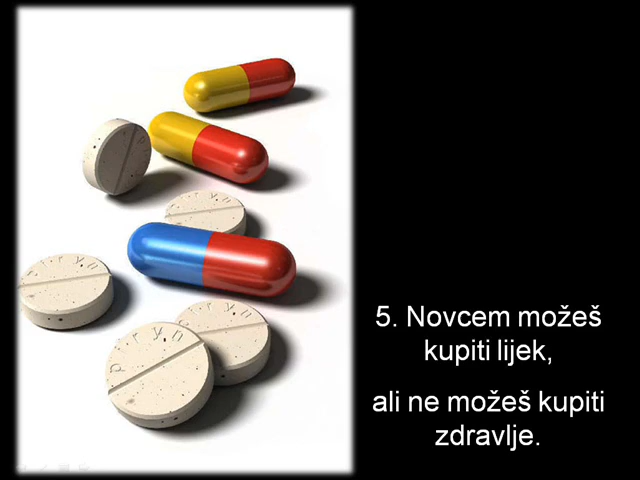 5. Novcem možeš
kupiti lijek,
ali ne možeš kupiti
zdravlje.